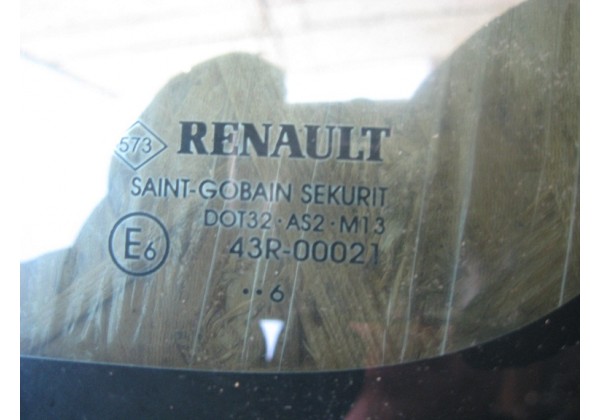 573 RENAULT
SAINT-GOBAIN SEKURIT
DOT32·AS2·M13
E6 43R-00021
••6